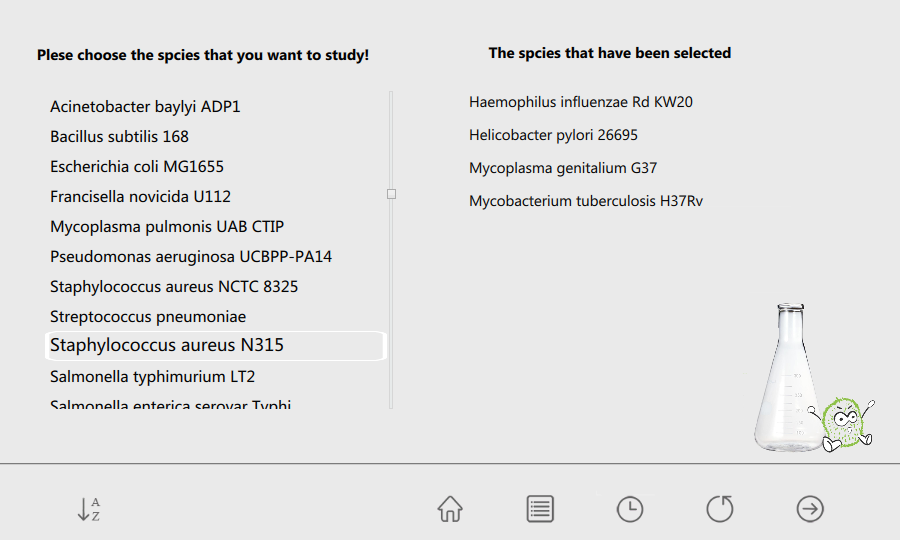 Plese choose the spcies that you want to study!
Acinetobacter baylyi ADP1
Bacillus subtilis 168
Escherichia coli MG1655
Francisella novicida U112
Mycoplasma pulmonis UAB CTIP
Pseudomonas aeruginosa UCBPP-PA14
Staphylococcus aureus NCTC 8325
Streptococcus pneumoniae
Staphylococcus aureus N315
Salmonella typhimurium LT2
Salmonella enterica serovar Typhi
The spcies that have been selected
Haemophilus influenzae Rd KW20
Helicobacter pylori 26695
Mycoplasma genitalium G37
Mycobacterium tuberculosis H37Rv
A
Z